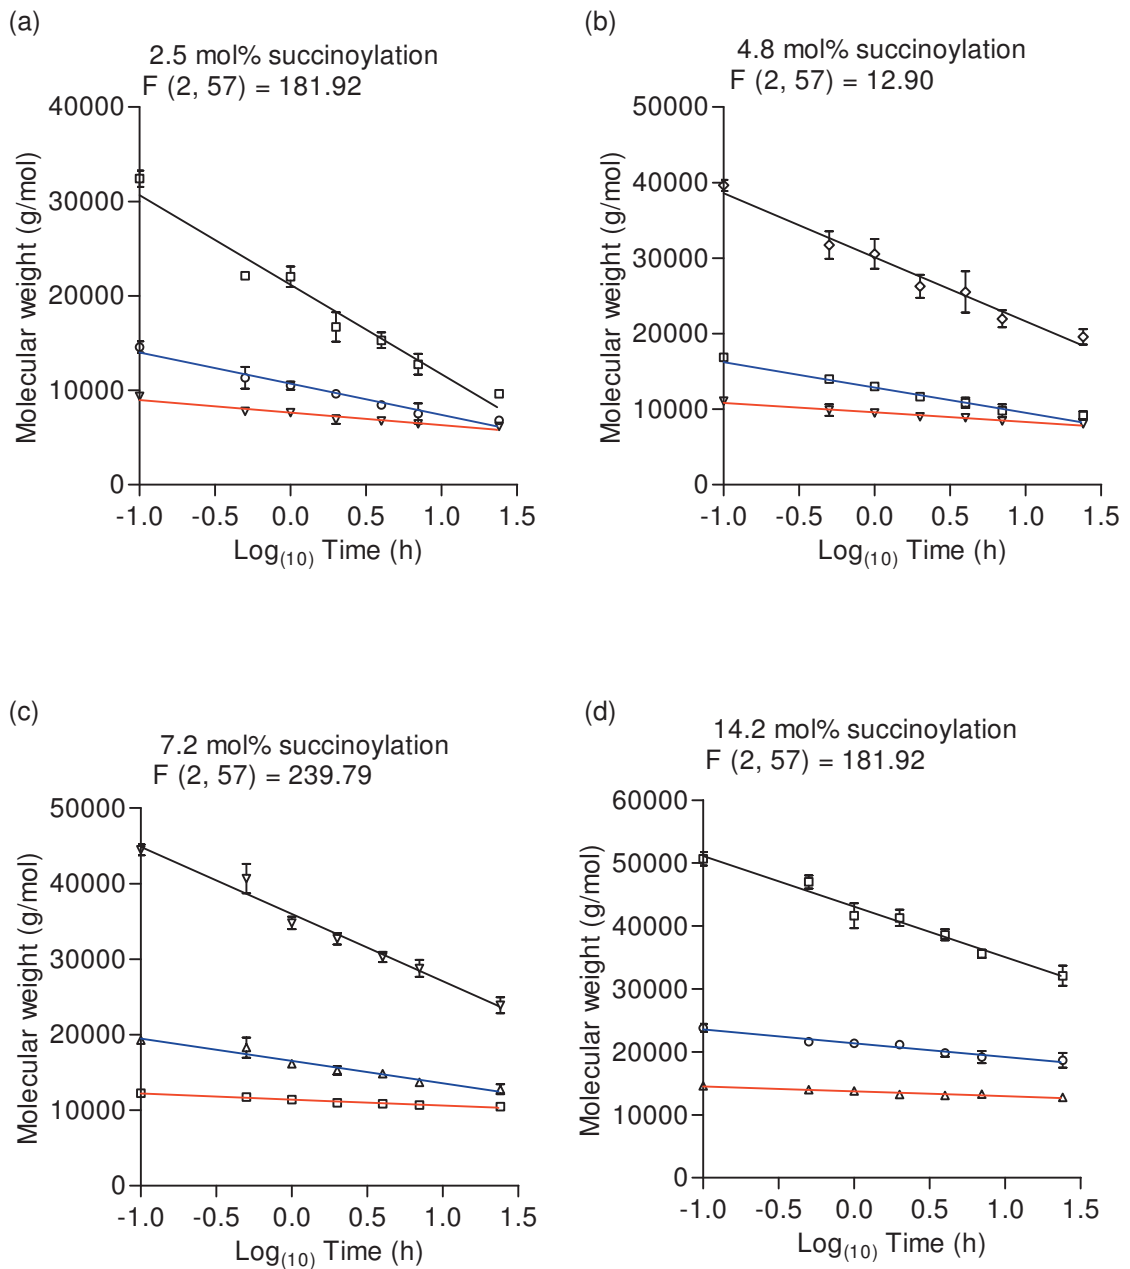 (a)
2.5 mol% succinoylation
F (2, 57) = 181.92
40000
30000
20000
10000
0
Molecular weight (g/mol)
-1.0 -0.5 0.0 0.5 1.0 1.5
Log(10) Time (h)
(b)
4.8 mol% succinoylation
F (2, 57) = 12.90
50000
40000
30000
20000
10000
0
Molecular weight (g/mol)
-1.0 -0.5 0.0 0.5 1.0 1.5
Log(10) Time (h)
(c)
7.2 mol% succinoylation
F (2, 57) = 239.79
50000
40000
30000
20000
10000
0
Molecular weight (g/mol)
-1.0 -0.5 0.0 0.5 1.0 1.5
Log(10) Time (h)
(d)
14.2 mol% succinoylation
F (2, 57) = 181.92
60000
50000
40000
30000
20000
10000
0
Molecular weight (g/mol)
-1.0 -0.5 0.0 0.5 1.0 1.5
Log(10) Time (h)